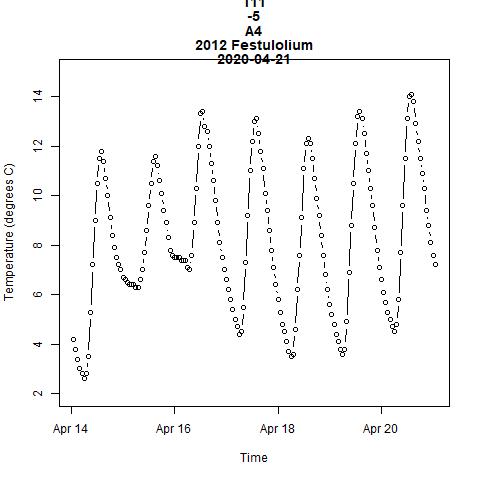 T11
-5
A4
2012 Festulolium
2020-04-21
14
12
10
8
6
4
2
Temperature (degrees C)
Apr 14
Apr 16
Apr 18
Apr 20
Time